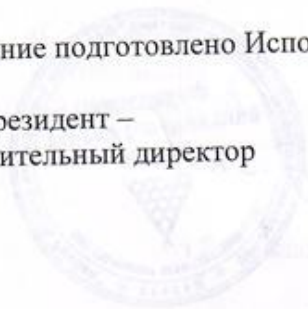 ние подготовлено Испо
резидент –
ительный директор